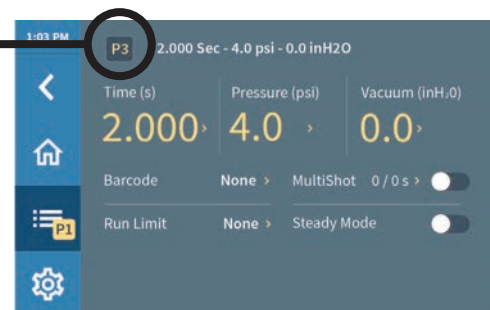 1:03 PM
P3 2.000 Sec - 4.0 psi - 0.0 inH2O
Time (s) Pressure (psi) Vacuum (inH₂0)
2.000 › 4.0 › 0.0 ›
Barcode None › MultiShot 0 / 0 s ›
Run Limit None › Steady Mode
P1